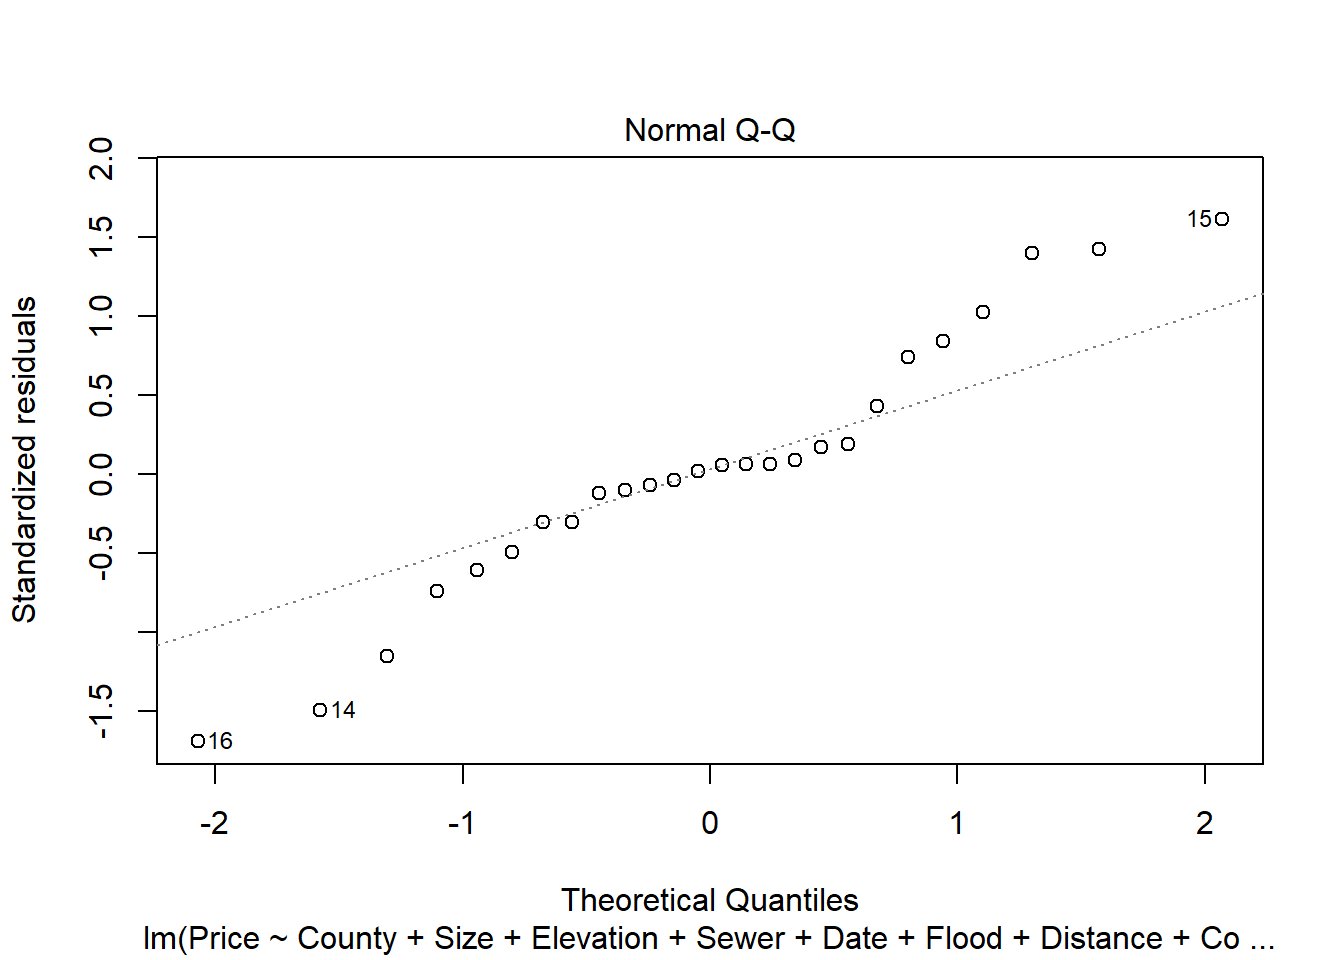 Normal Q-Q
2.0
1.5
1.0
0.5
0.0
-0.5
-1.5
Standardized residuals
15
14
16
-2 -1 0 1 2
Theoretical Quantiles
lm(Price ~ County + Size + Elevation + Sewer + Date + Flood + Distance + Co ...